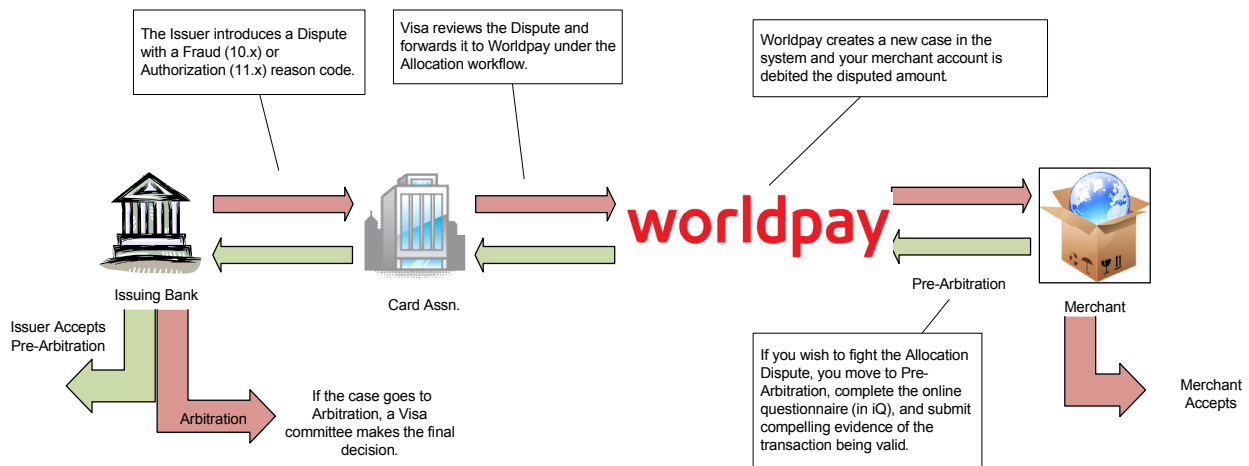 The Issuer introduces a Dispute
with a Fraud (10.x) or
Authorization (11.x) reason code.
Visa reviews the Dispute and
forwards it to Worldpay under the
Allocation workflow.
Worldpay creates a new case in the
system and your merchant account is
debited the disputed amount.
worldpay
Issuing Bank
Card Assn.
Pre-Arbitration
Merchant
Issuer Accepts
Pre-Arbitration
Arbitration
If the case goes to
Arbitration, a Visa
committee makes the final
decision.
If you wish to fight the Allocation
Dispute, you move to Pre-
Arbitration, complete the online
questionnaire (in iQ), and submit
compelling evidence of the
transaction being valid.
Merchant
Accepts